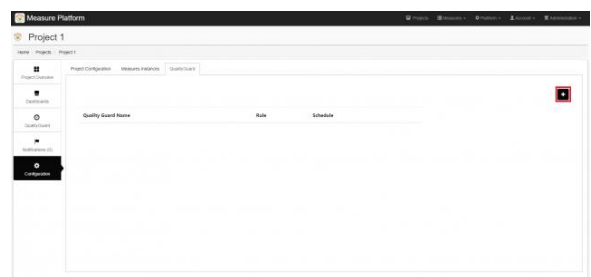 Measure Platform
Projects Measures Platform Account Administration
Project 1
Home Projects Project 1
Project Overview
Project Configuration Measures Instances Quality Guard
Dashboards
Quality Guard Name Rule Schedule
Quality Guard
Notifications (0)
Configuration